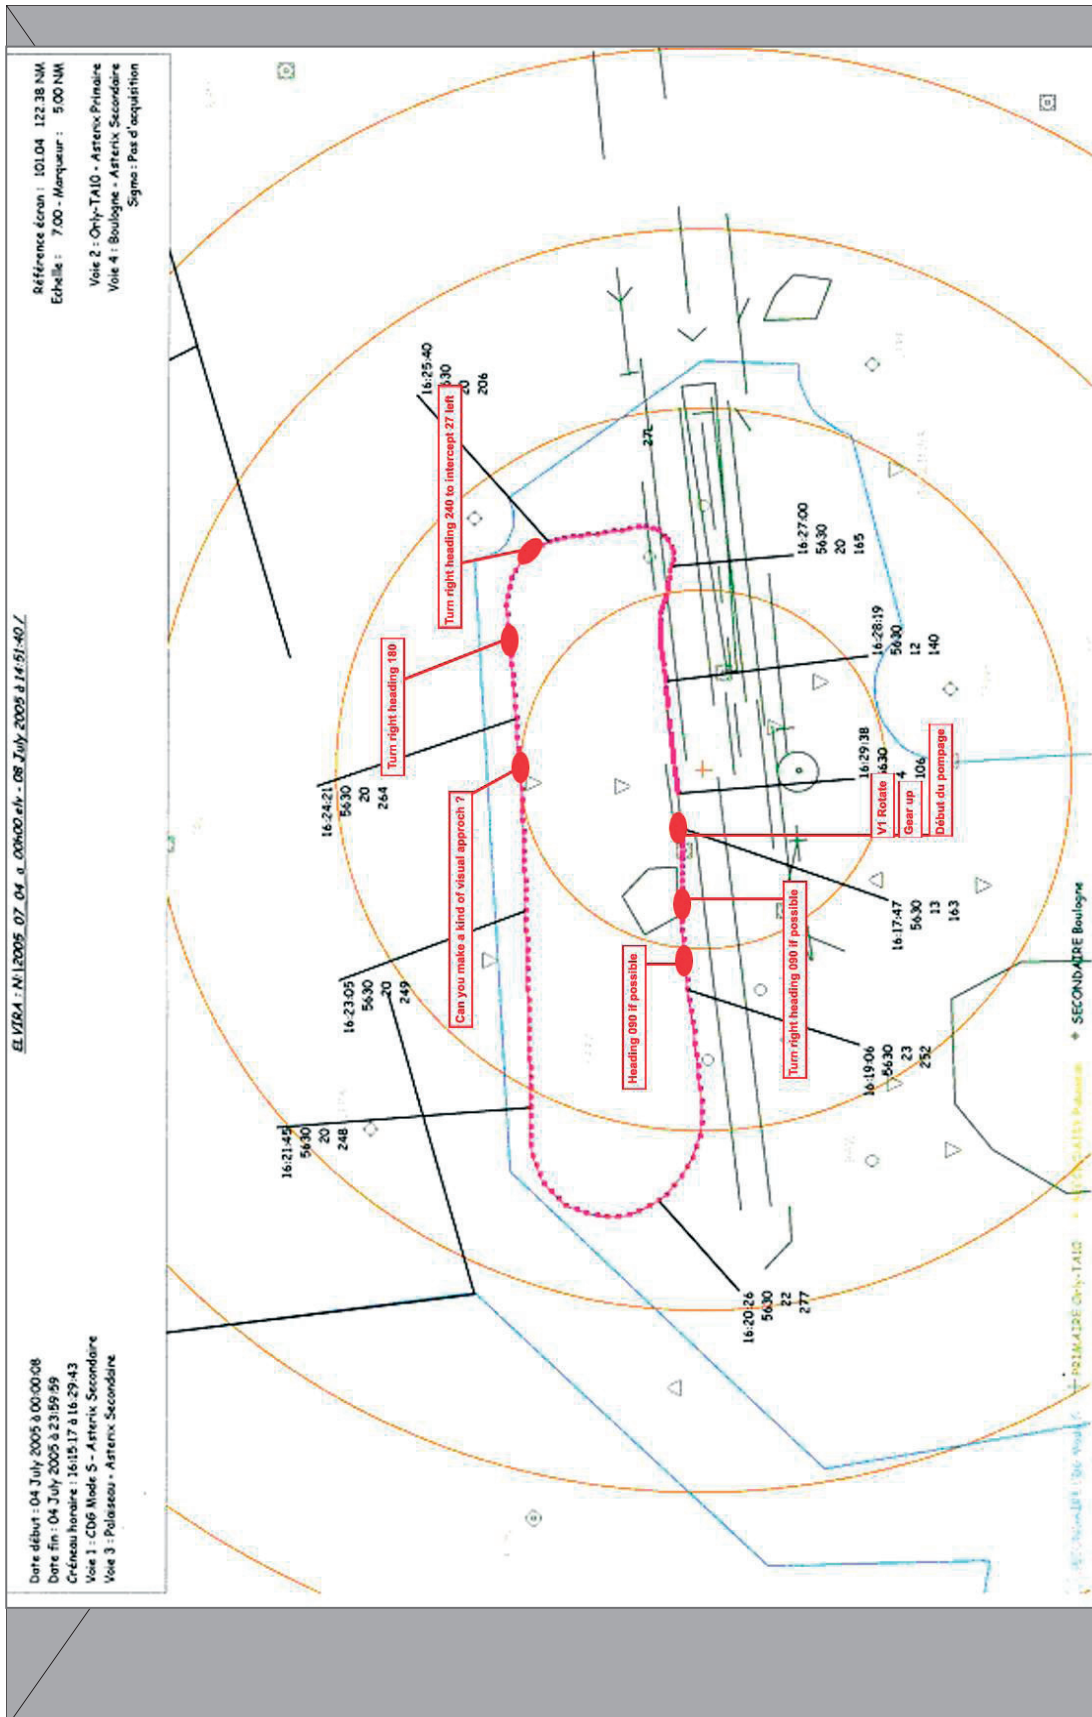 ELVIRA : Nº12005_07_04_a_00h00.elv - 08 July 2005 à 14:51:40 /
Date début : 04 July 2005 à 00:00:08
Date fin : 04 July 2005 à 23:59:59
Créneau horaire : 16:15:17 à 16:29:43
Voie 1 : CDG Mode S - Asterix Secondaire
Voie 3 : Palaiseau - Asterix Secondaire
Référence écran : 101.04 122.38 NM
Echelle : 7.00 - Marqueur : 5.00 NM
Voie 2 : Orly-TA10 - Asterix Primaire
Voie 4 : Boulogne - Asterix Secondaire
Sigma : Pas d'acquisition
16:21:45
5630
20
248
16:23:05
5630
20
249
16:24:21
5630
20
264
16:25:40
630
20
206
Turn right heading 180
Turn right heading 240 to intercept 27 left
Can you make a kind of visual approch ?
27L
Heading 090 if possible
Turn right heading 090 if possible
16:20:26
5630
22
277
16:19:06
5630
23
252
16:17:47
5630
13
163
16:29:38
630
4
106
V1 Rotate
Gear up
Début du pompage
16:28:19
5630
12
140
16:27:00
5630
20
165
SECONDAIRE CDG Mode S
PRIMAIRE Orly-TA10
SECONDAIRE Palaiseau
SECONDAIRE Boulogne